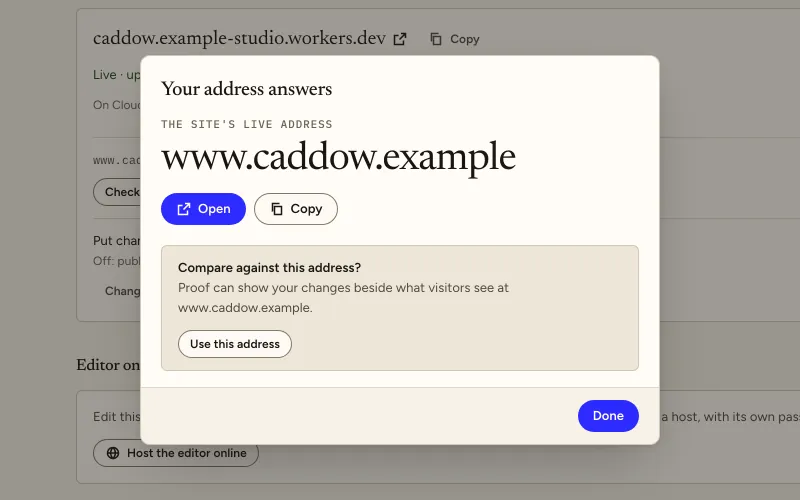 caddow.example-studio.workers.dev
Copy
Live · up
On Clou
www.cad
Check
Put chan
Off: publ
Chang
Your address answers
THE SITE'S LIVE ADDRESS
www.caddow.example
Open
Copy
Compare against this address?
Proof can show your changes beside what visitors see at
www.caddow.example.
Use this address
Done
Editor on
Edit this
a host, with its own pass
Host the editor online